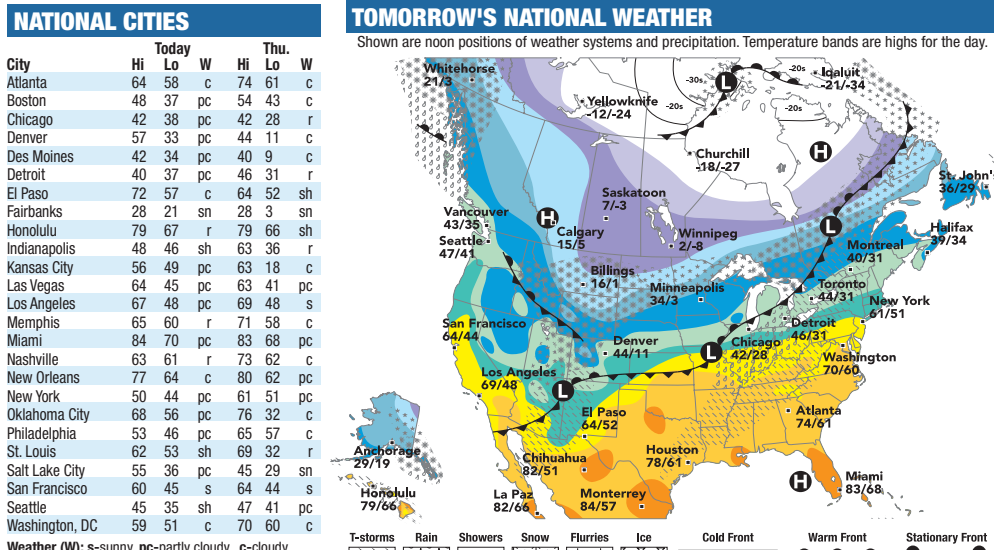 NATIONAL CITIES
Today Thu.
City Hi Lo W Hi Lo W
Atlanta 64 58 c 74 61 c
Boston 48 37 pc 54 43 c
Chicago 42 38 pc 42 28 r
Denver 57 33 pc 44 11 c
Des Moines 42 34 pc 40 9 c
Detroit 40 37 pc 46 31 r
El Paso 72 57 c 64 52 sh
Fairbanks 28 21 sn 28 3 sn
Honolulu 79 67 r 79 66 sh
Indianapolis 48 46 sh 63 36 r
Kansas City 56 49 pc 63 18 c
Las Vegas 64 45 pc 63 41 pc
Los Angeles 67 48 pc 69 48 s
Memphis 65 60 r 71 58 c
Miami 84 70 pc 83 68 pc
Nashville 63 61 r 73 62 c
New Orleans 77 64 c 80 62 pc
New York 50 44 pc 61 51 pc
Oklahoma City 68 56 pc 76 32 c
Philadelphia 53 46 pc 65 57 c
St. Louis 62 53 sh 69 32 r
Salt Lake City 55 36 pc 45 29 sn
San Francisco 60 45 s 64 44 s
Seattle 45 35 sh 47 41 pc
Washington, DC 59 51 c 70 60 c
Weather (W): s-sunny, pc-partly cloudy, c-cloudy,
TOMORROW'S NATIONAL WEATHER
Shown are noon positions of weather systems and precipitation. Temperature bands are highs for the day.
Whitehorse
21/3
-30s
L
-20s
Iqaluit
-21/-34
Yellowknife
-12/-24
-20s
-20s
Churchill
-18/-27
H
St. John's
36/29
Saskatoon
7/-3
Vancouver
43/35
H
Calgary
15/5
Winnipeg
2/-8
L
Halifax
39/34
Seattle
47/41
Montreal
40/31
Billings
16/1
Minneapolis
34/3
Toronto
44/31
New York
61/51
San Francisco
64/44
Detroit
46/31
Denver
44/11
L
Chicago
42/28
Washington
70/60
Los Angeles
69/48
L
El Paso
64/52
Atlanta
74/61
Anchorage
29/19
Chihuahua
82/51
Houston
78/61
H
Miami
83/68
Honolulu
79/66
La Paz
82/66
Monterrey
84/57
T-storms Rain Showers Snow Flurries Ice Cold Front Warm Front Stationary Front